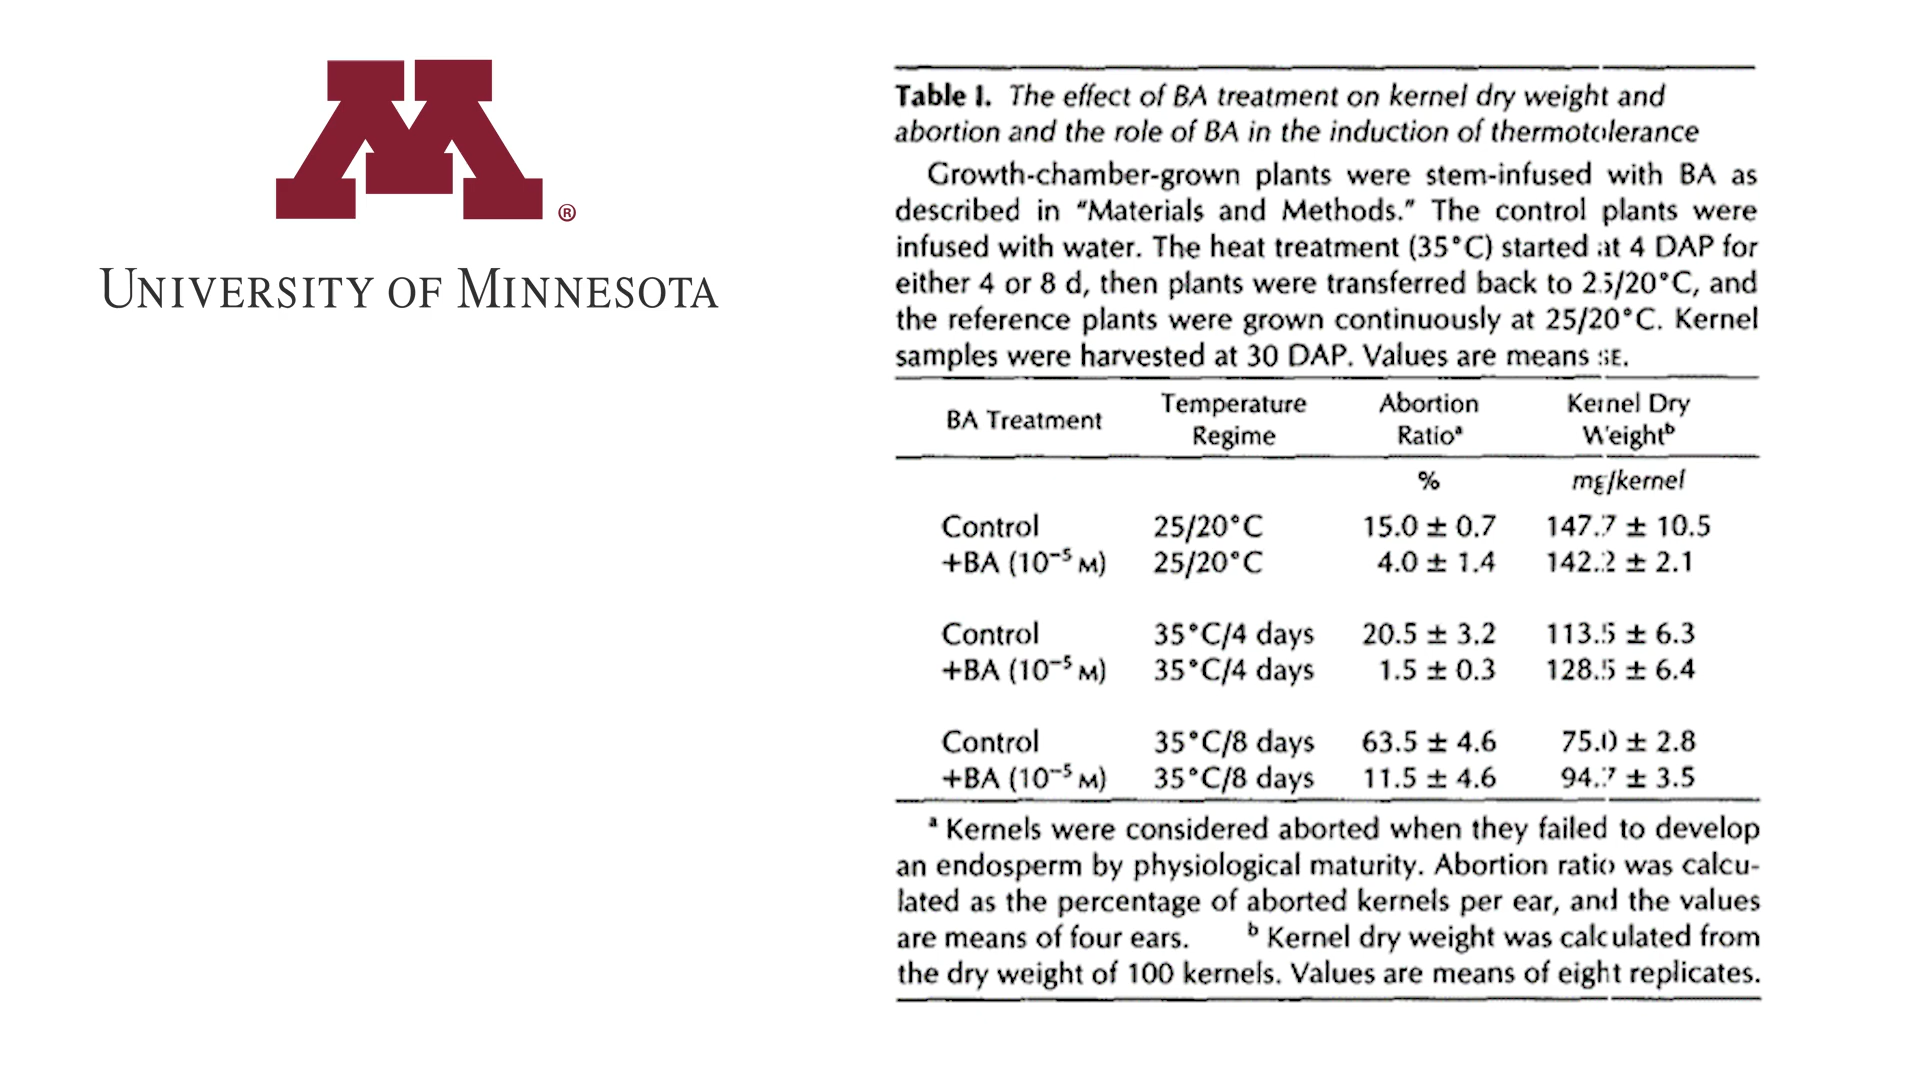 ®
UNIVERSITY OF MINNESOTA
Table I. The effect of BA treatment on kernel dry weight and
abortion and the role of BA in the induction of thermotolerance
Growth-chamber-grown plants were stem-infused with BA as
described in "Materials and Methods." The control plants were
infused with water. The heat treatment (35°C) started at 4 DAP for
either 4 or 8 d, then plants were transferred back to 25/20°C, and
the reference plants were grown continuously at 25/20°C. Kernel
samples were harvested at 30 DAP. Values are means SE.
BA Treatment Temperature Regime Abortion Ratioᵃ Kernel Dry Weightᵇ
% mg/kernel
Control 25/20°C 15.0 ± 0.7 147.7 ± 10.5
+BA (10⁻⁵ M) 25/20°C 4.0 ± 1.4 142.2 ± 2.1
Control 35°C/4 days 20.5 ± 3.2 113.5 ± 6.3
+BA (10⁻⁵ M) 35°C/4 days 1.5 ± 0.3 128.5 ± 6.4
Control 35°C/8 days 63.5 ± 4.6 75.0 ± 2.8
+BA (10⁻⁵ M) 35°C/8 days 11.5 ± 4.6 94.7 ± 3.5
ᵃ Kernels were considered aborted when they failed to develop
an endosperm by physiological maturity. Abortion ratio was calcu-
lated as the percentage of aborted kernels per ear, and the values
are means of four ears. ᵇ Kernel dry weight was calculated from
the dry weight of 100 kernels. Values are means of eight replicates.